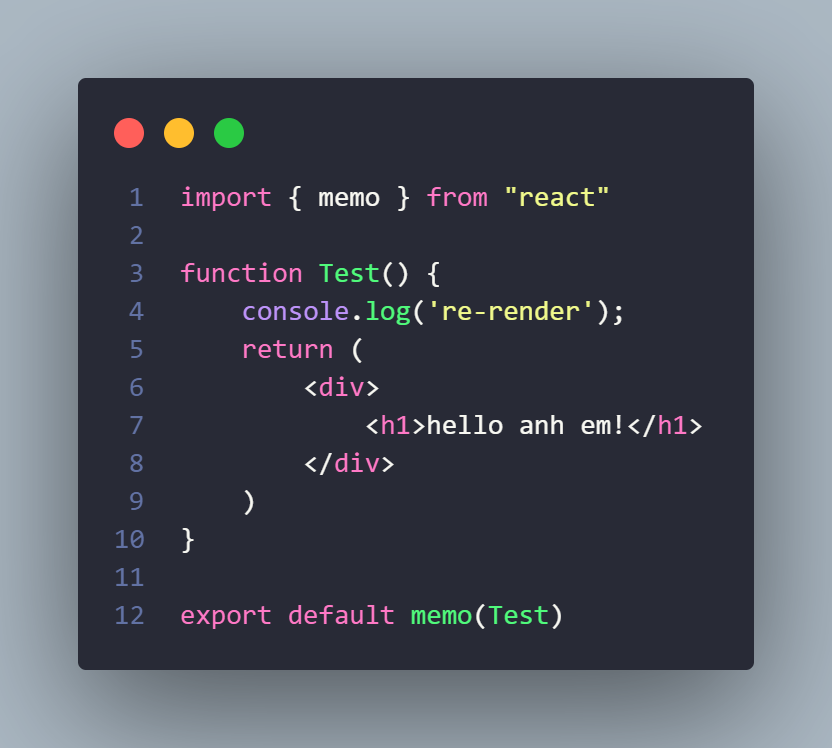 1 import { memo } from "react"
2
3 function Test() {
4     console.log('re-render');
5     return (
6         <div>
7             <h1>hello anh em!</h1>
8         </div>
9     )
10 }
11
12 export default memo(Test)